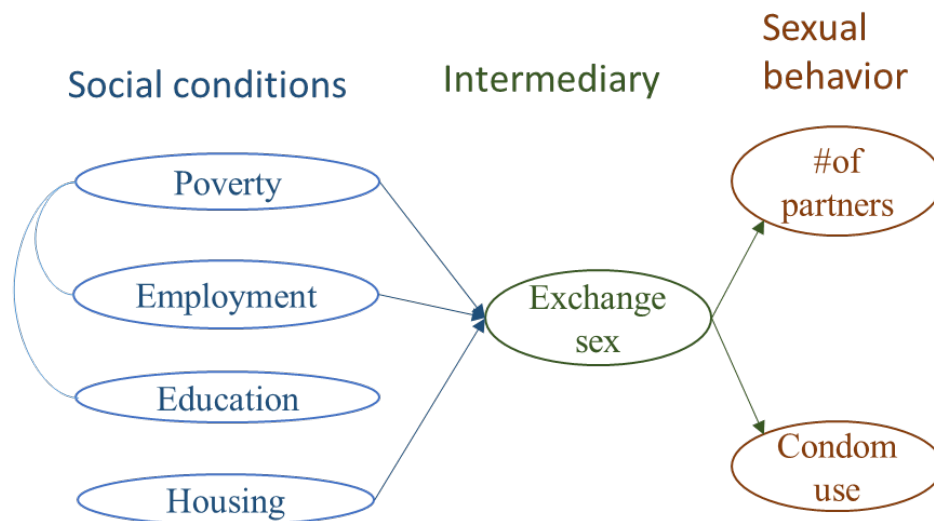 Social conditions
Intermediary
Sexual
behavior
Poverty
Employment
Education
Housing
Exchange
sex
#of
partners
Condom
use